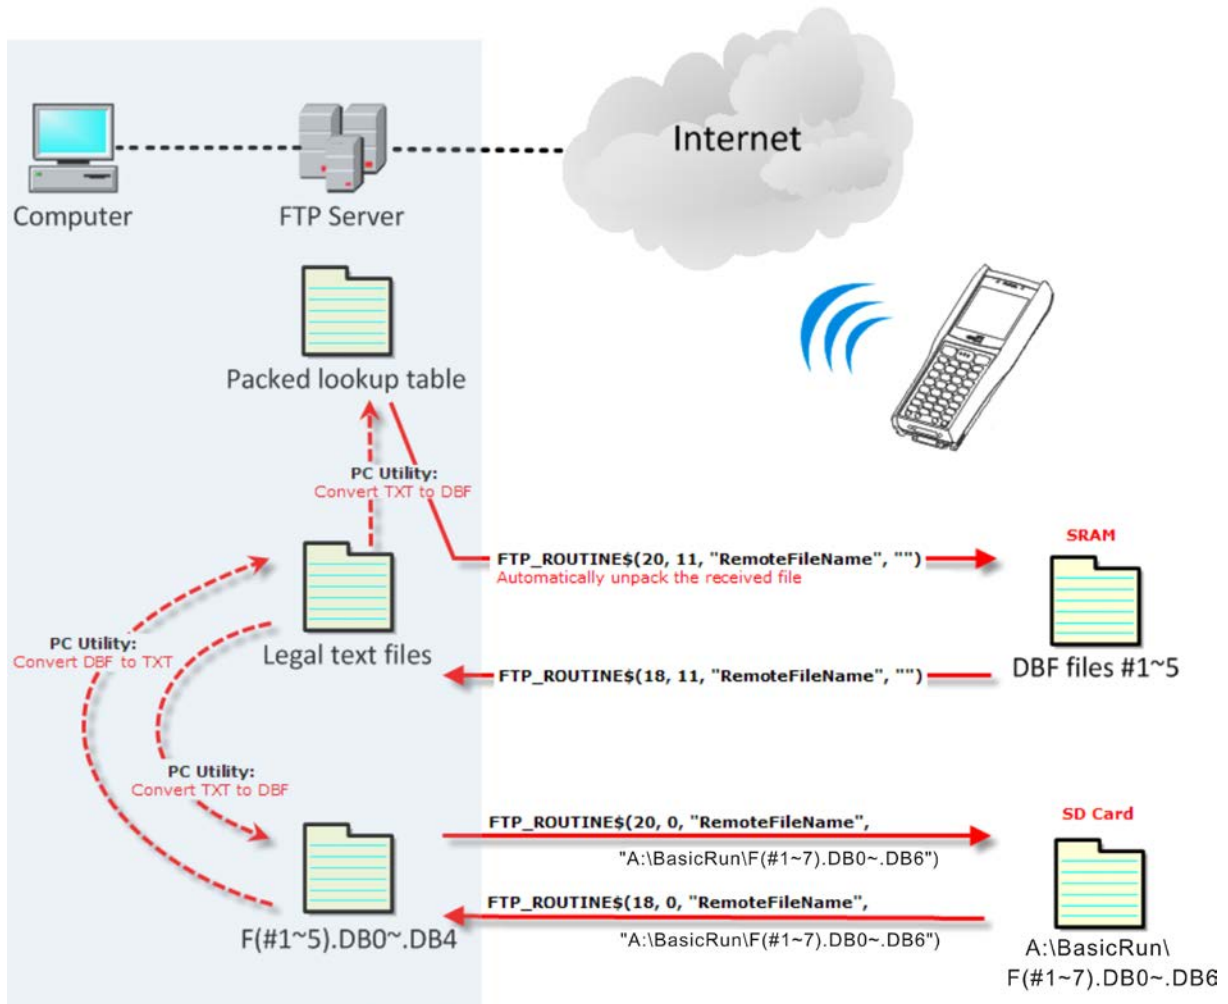 Internet
Computer
FTP Server
Packed lookup table
PC Utility:
Convert TXT to DBF
FTP_ROUTINE$(20, 11, "RemoteFileName", "")
Automatically unpack the received file
SRAM
DBF files #1~5
Legal text files
PC Utility:
Convert DBF to TXT
FTP_ROUTINE$(18, 11, "RemoteFileName", "")
PC Utility:
Convert TXT to DBF
FTP_ROUTINE$(20, 0, "RemoteFileName",
"A:\BasicRun\F(#1~7).DB0~.DB6")
SD Card
FTP_ROUTINE$(18, 0, "RemoteFileName",
"A:\BasicRun\F(#1~7).DB0~.DB6")
F(#1~5).DB0~.DB4
A:\BasicRun\
F(#1~7).DB0~.DB6